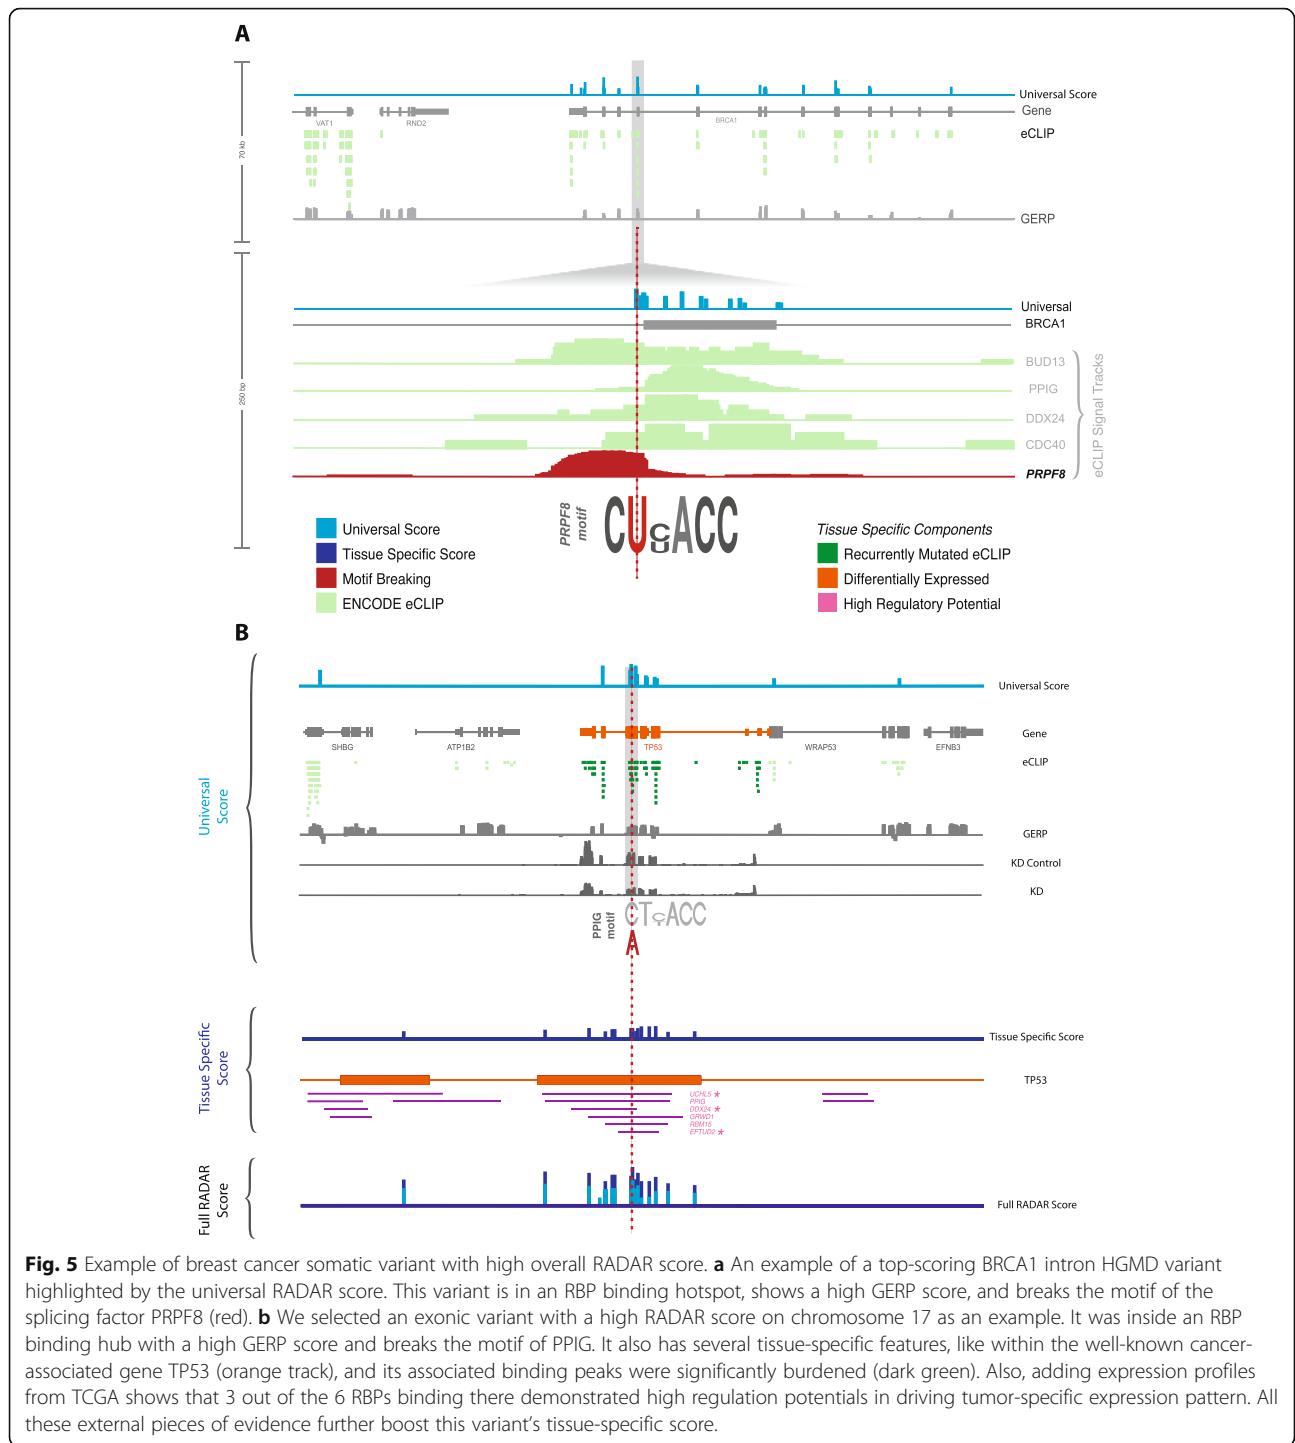 A
70 kb
Universal Score
Gene
VAT1
RND2
BRCA1
eCLIP
GERP
250 bp
Universal
BRCA1
BUD13
PPIG
DDX24
CDC40
PRPF8
eCLIP Signal Tracks
PRPF8
motif
CUCUACC
Universal Score
Tissue Specific Score
Motif Breaking
ENCODE eCLIP
Tissue Specific Components
Recurrently Mutated eCLIP
Differentially Expressed
High Regulatory Potential
B
Universal
Score
Universal Score
Gene
SHBG
ATP1B2
TP53
WRAP53
EFNB3
eCLIP
GERP
KD Control
KD
PPIG
motif
CTCACC
A
Tissue Specific
Score
Tissue Specific Score
TP53
UCHL5 *
PPIG
DDX24 *
GRWD1
RBM15
EFTUD2 *
Full RADAR
Score
Full RADAR Score
Fig. 5 Example of breast cancer somatic variant with high overall RADAR score. a An example of a top-scoring BRCA1 intron HGMD variant
highlighted by the universal RADAR score. This variant is in an RBP binding hotspot, shows a high GERP score, and breaks the motif of the
splicing factor PRPF8 (red). b We selected an exonic variant with a high RADAR score on chromosome 17 as an example. It was inside an RBP
binding hub with a high GERP score and breaks the motif of PPIG. It also has several tissue-specific features, like within the well-known cancer-
associated gene TP53 (orange track), and its associated binding peaks were significantly burdened (dark green). Also, adding expression profiles
from TCGA shows that 3 out of the 6 RBPs binding there demonstrated high regulation potentials in driving tumor-specific expression pattern. All
these external pieces of evidence further boost this variant's tissue-specific score.